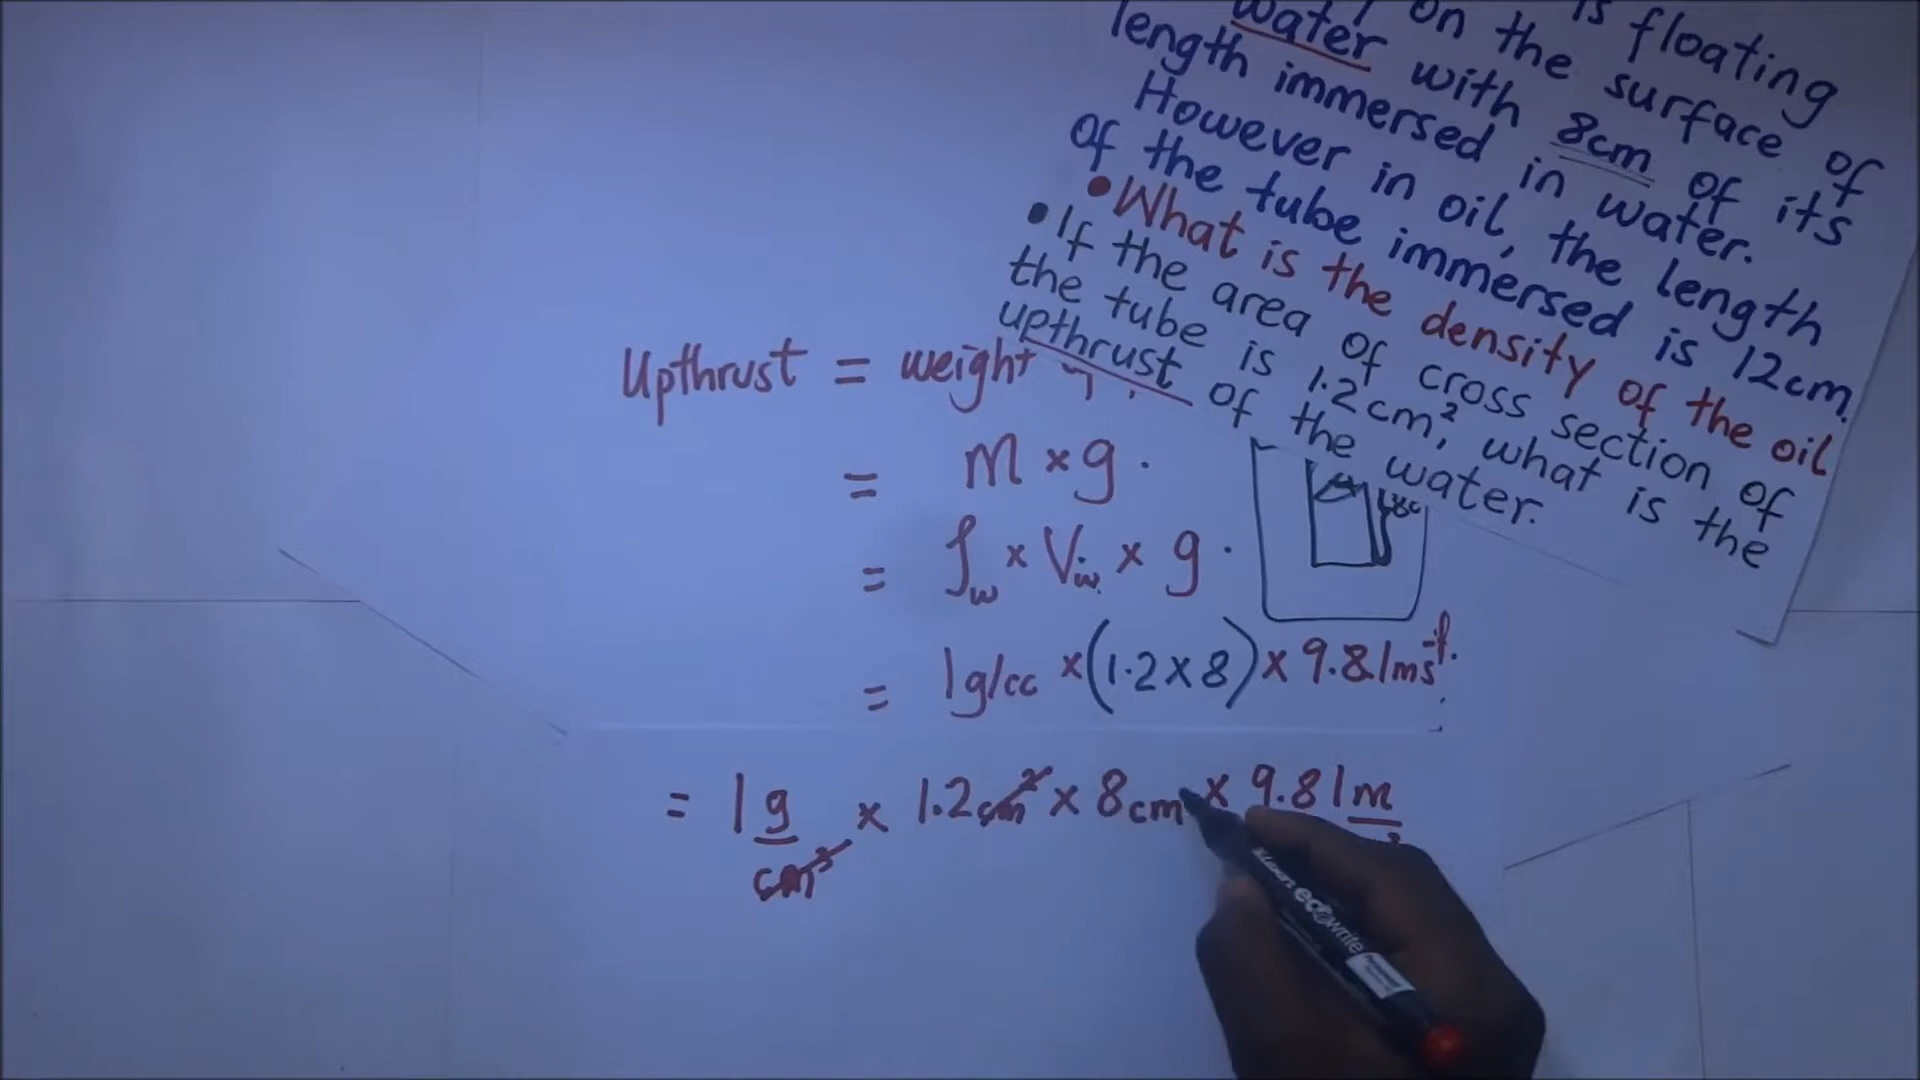 is floating
on the surface of
water with 8cm of its
length immersed in water.
However in oil, the length
of the tube immersed is 12cm.
• What is the density of the oil
• If the area of cross section of
the tube is 1.2cm², what is the
upthrust of the water.
Upthrust = weight
= m × g.
= ρw × Vw × g.
= 1g/cc × (1.2 × 8) × 9.81ms
= 1g/cm³ × 1.2cm² × 8cm × 9.81m
ecowrite